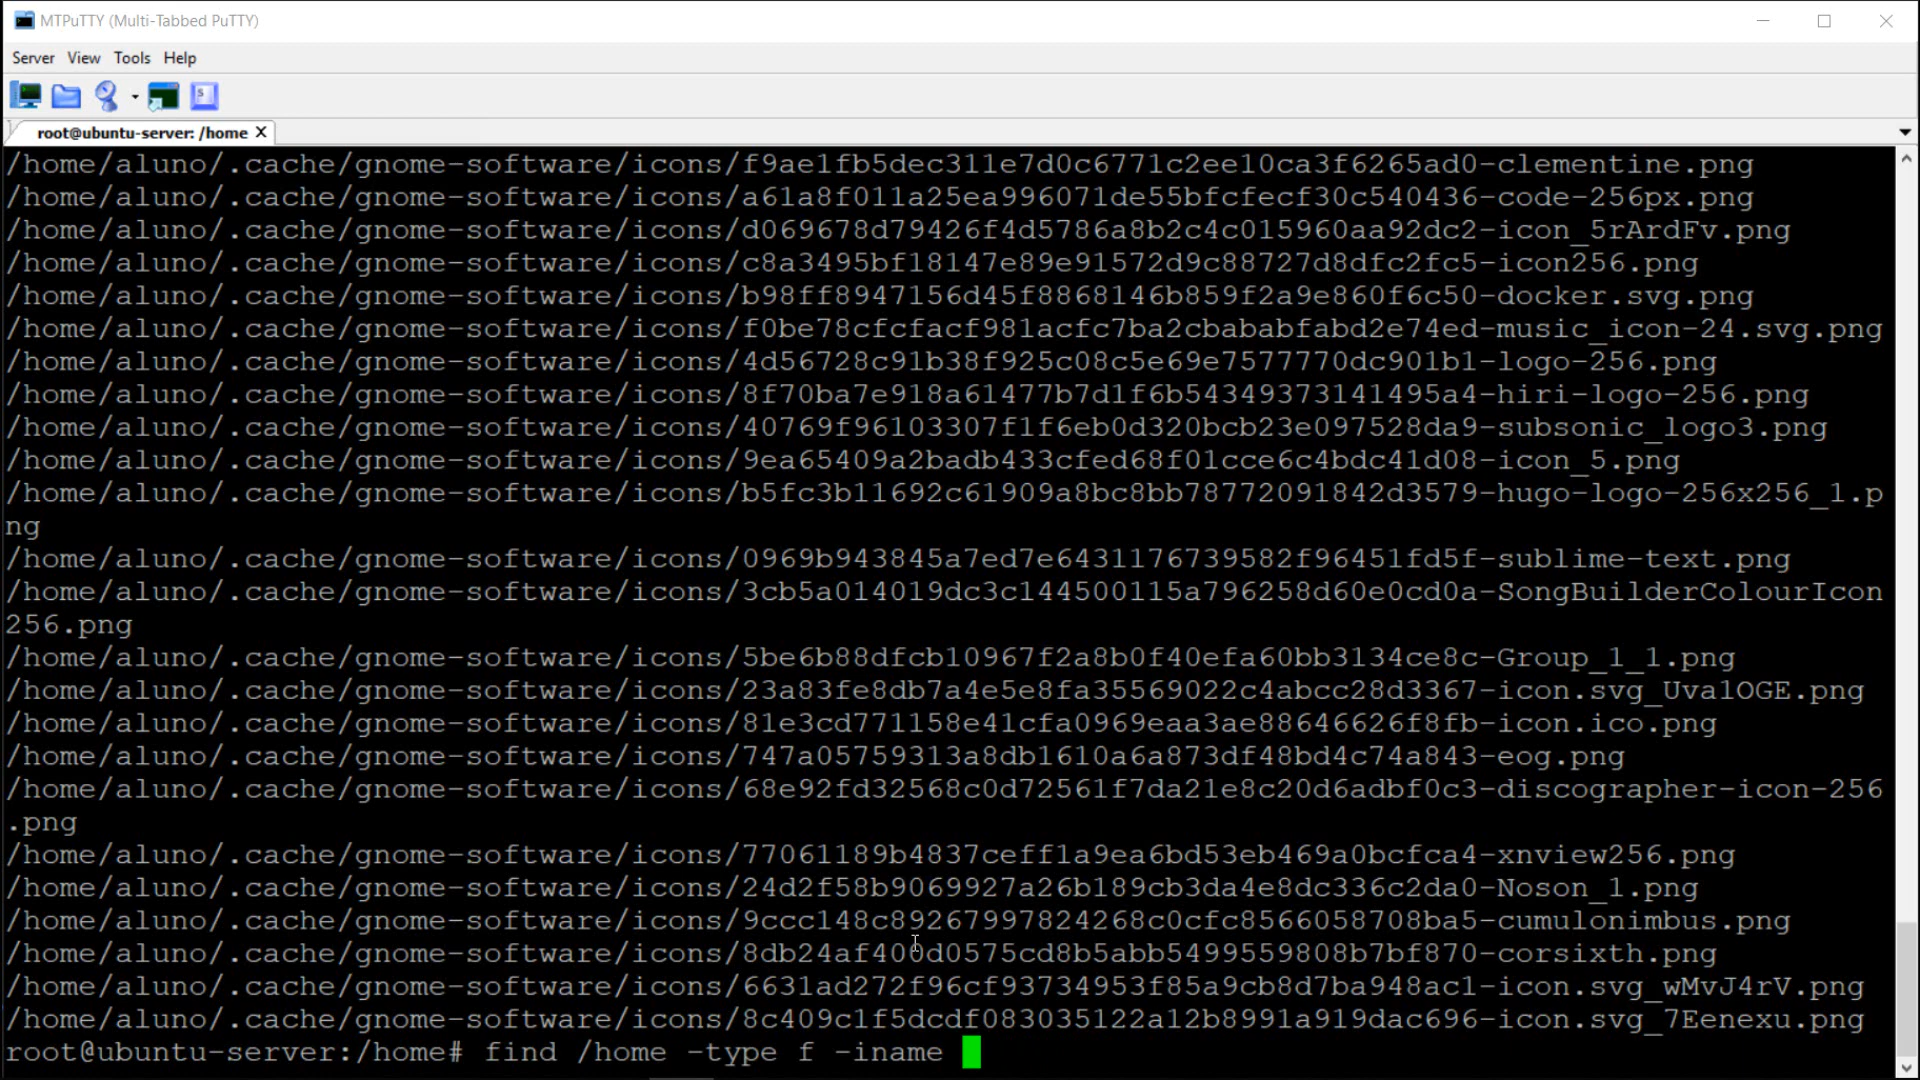 MTPuTTY (Multi-Tabbed PuTTY)
Server View Tools Help
root@ubuntu-server: /home X
/home/aluno/.cache/gnome-software/icons/f9ae1fb5dec311e7d0c6771c2ee10ca3f6265ad0-clementine.png
/home/aluno/.cache/gnome-software/icons/a61a8f011a25ea996071de55bfcfecf30c540436-code-256px.png
/home/aluno/.cache/gnome-software/icons/d069678d79426f4d5786a8b2c4c015960aa92dc2-icon_5rArdFv.png
/home/aluno/.cache/gnome-software/icons/c8a3495bf18147e89e91572d9c88727d8dfc2fc5-icon256.png
/home/aluno/.cache/gnome-software/icons/b98ff8947156d45f8868146b859f2a9e860f6c50-docker.svg.png
/home/aluno/.cache/gnome-software/icons/f0be78cfcfacf981acfc7ba2cbababfabd2e74ed-music_icon-24.svg.png
/home/aluno/.cache/gnome-software/icons/4d56728c91b38f925c08c5e69e7577770dc901b1-logo-256.png
/home/aluno/.cache/gnome-software/icons/8f70ba7e918a61477b7d1f6b54349373141495a4-hiri-logo-256.png
/home/aluno/.cache/gnome-software/icons/40769f96103307f1f6eb0d320bcb23e097528da9-subsonic_logo3.png
/home/aluno/.cache/gnome-software/icons/9ea65409a2badb433cfed68f01cce6c4bdc41d08-icon_5.png
/home/aluno/.cache/gnome-software/icons/b5fc3b11692c61909a8bc8bb78772091842d3579-hugo-logo-256x256_1.p
ng
/home/aluno/.cache/gnome-software/icons/0969b943845a7ed7e6431176739582f96451fd5f-sublime-text.png
/home/aluno/.cache/gnome-software/icons/3cb5a014019dc3c144500115a796258d60e0cd0a-SongBuilderColourIcon
256.png
/home/aluno/.cache/gnome-software/icons/5be6b88dfcb10967f2a8b0f40efa60bb3134ce8c-Group_1_1.png
/home/aluno/.cache/gnome-software/icons/23a83fe8db7a4e5e8fa35569022c4abcc28d3367-icon.svg_Uva1OGE.png
/home/aluno/.cache/gnome-software/icons/81e3cd771158e41cfa0969eaa3ae88646626f8fb-icon.ico.png
/home/aluno/.cache/gnome-software/icons/747a05759313a8db1610a6a873df48bd4c74a843-eog.png
/home/aluno/.cache/gnome-software/icons/68e92fd32568c0d72561f7da21e8c20d6adbf0c3-discographer-icon-256
.png
/home/aluno/.cache/gnome-software/icons/77061189b4837ceff1a9ea6bd53eb469a0bcfca4-xnview256.png
/home/aluno/.cache/gnome-software/icons/24d2f58b9069927a26b189cb3da4e8dc336c2da0-Noson_1.png
/home/aluno/.cache/gnome-software/icons/9ccc148c89267997824268c0cfc8566058708ba5-cumulonimbus.png
/home/aluno/.cache/gnome-software/icons/8db24af400d0575cd8b5abb5499559808b7bf870-corsixth.png
/home/aluno/.cache/gnome-software/icons/6631ad272f96cf93734953f85a9cb8d7ba948ac1-icon.svg_wMvJ4rV.png
/home/aluno/.cache/gnome-software/icons/8c409c1f5dcdf083035122a12b8991a919dac696-icon.svg_7Eenexu.png
root@ubuntu-server:/home# find /home -type f -iname